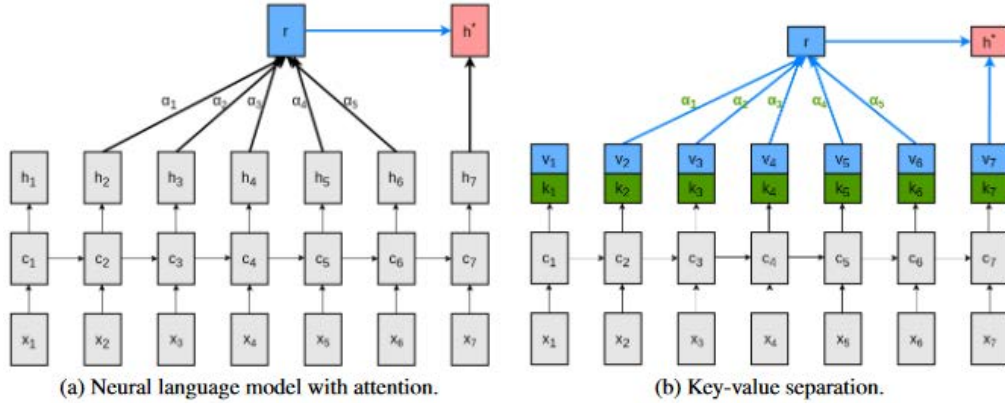 r h*
α₁ α₂ α₃ α₄ α₅
h₁ h₂ h₃ h₄ h₅ h₆ h₇
c₁ c₂ c₃ c₄ c₅ c₆ c₇
x₁ x₂ x₃ x₄ x₅ x₆ x₇
(a) Neural language model with attention.
r h*
α₁ α₂ α₃ α₄ α₅
v₁ v₂ v₃ v₄ v₅ v₆ v₇
k₁ k₂ k₃ k₄ k₅ k₆ k₇
c₁ c₂ c₃ c₄ c₅ c₆ c₇
x₁ x₂ x₃ x₄ x₅ x₆ x₇
(b) Key-value separation.